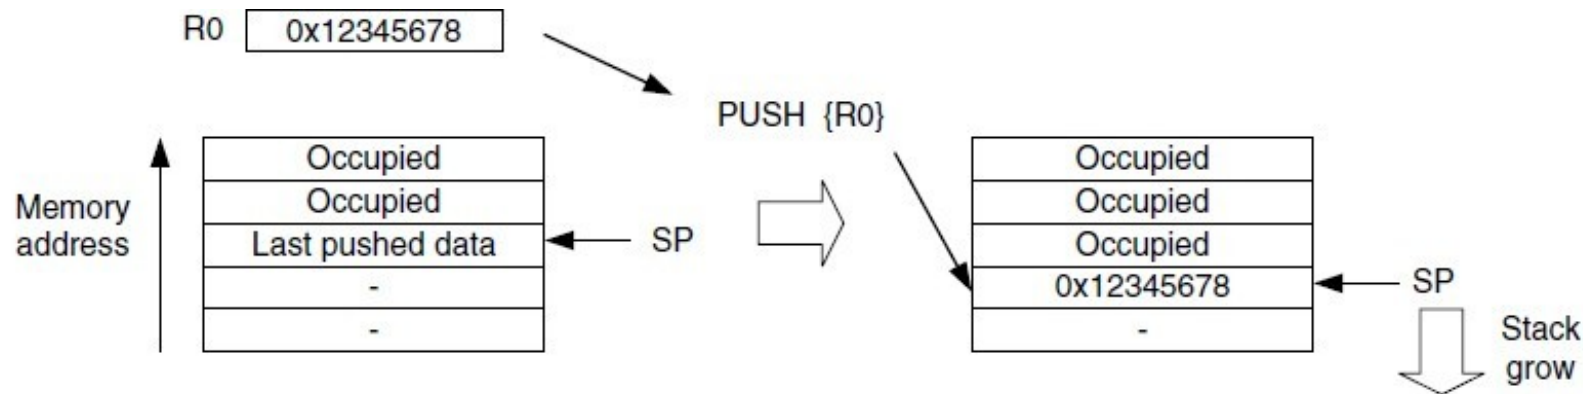 R0 0x12345678
PUSH {R0}
Memory
address
Occupied
Occupied
Last pushed data
-
-
SP
Occupied
Occupied
Occupied
0x12345678
-
SP
Stack
grow